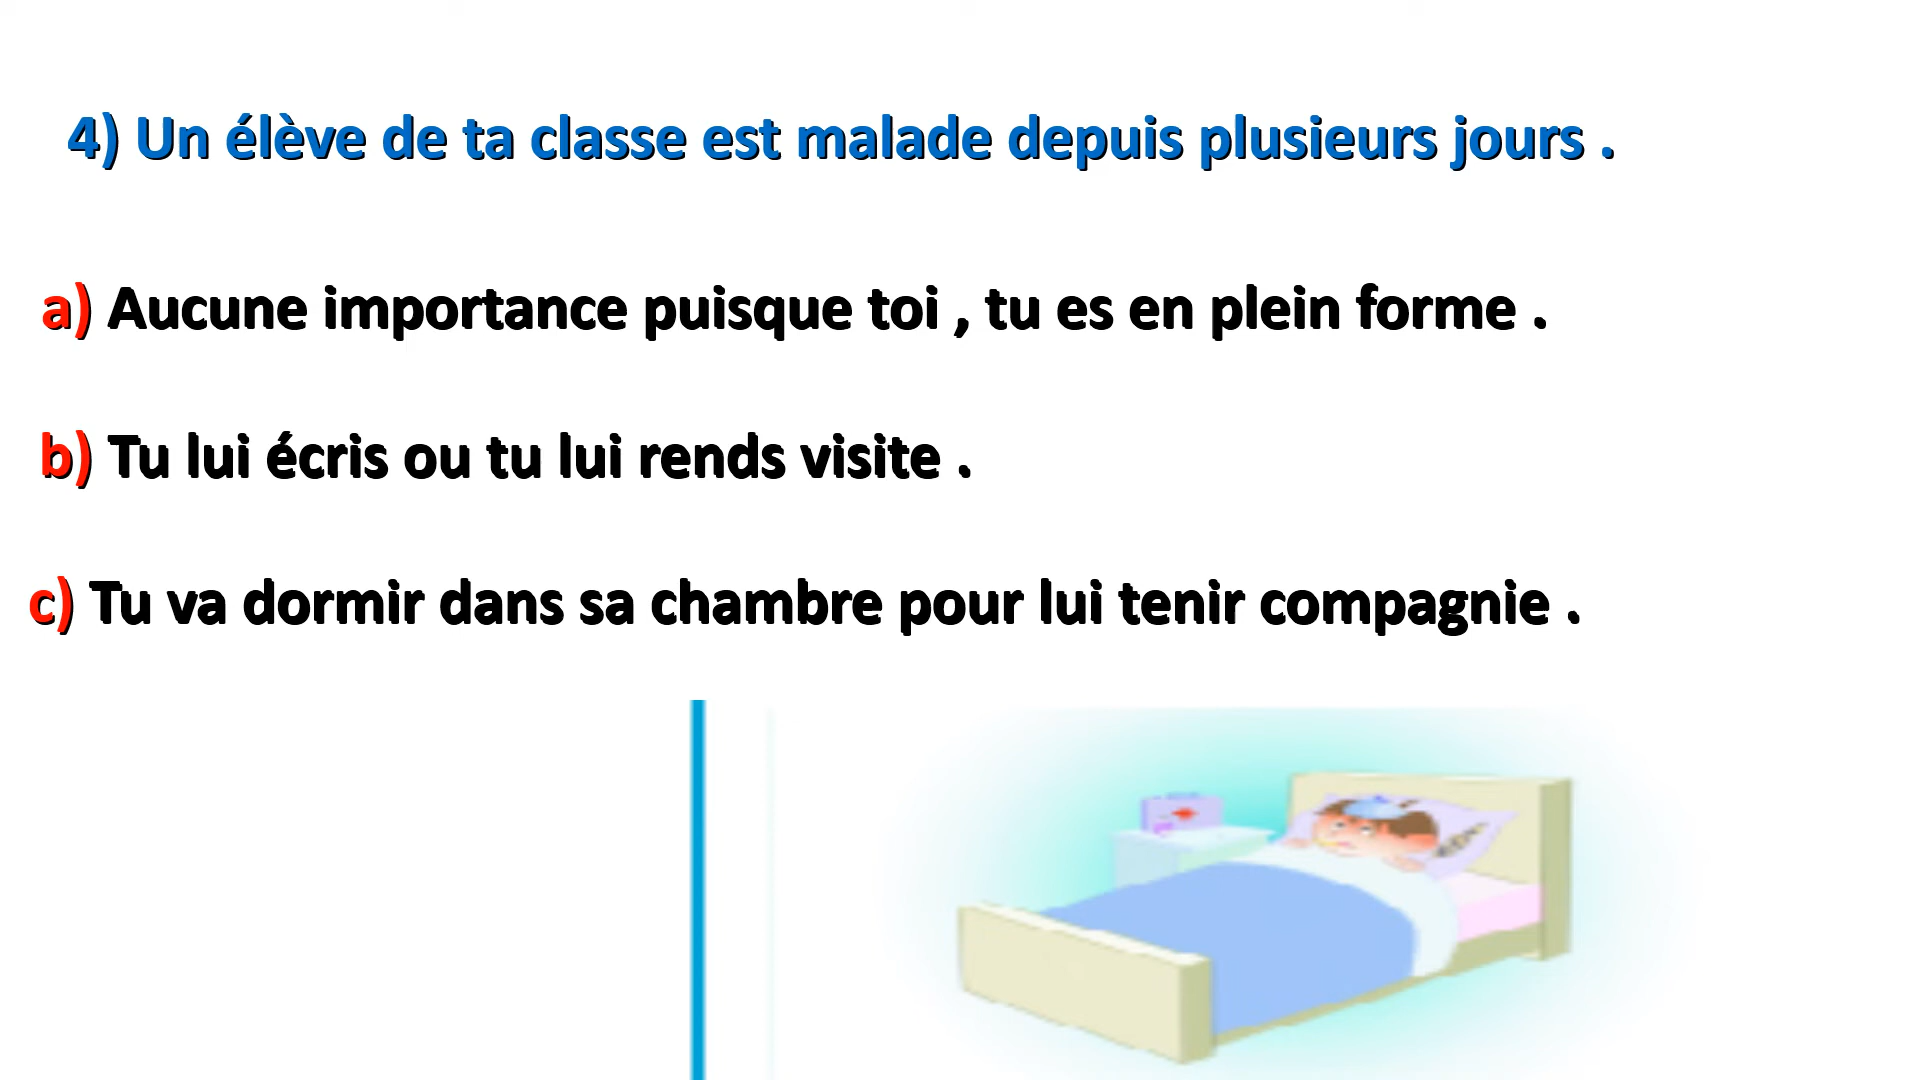 4) Un élève de ta classe est malade depuis plusieurs jours .
a) Aucune importance puisque toi , tu es en plein forme .
b) Tu lui écris ou tu lui rends visite .
c) Tu va dormir dans sa chambre pour lui tenir compagnie .